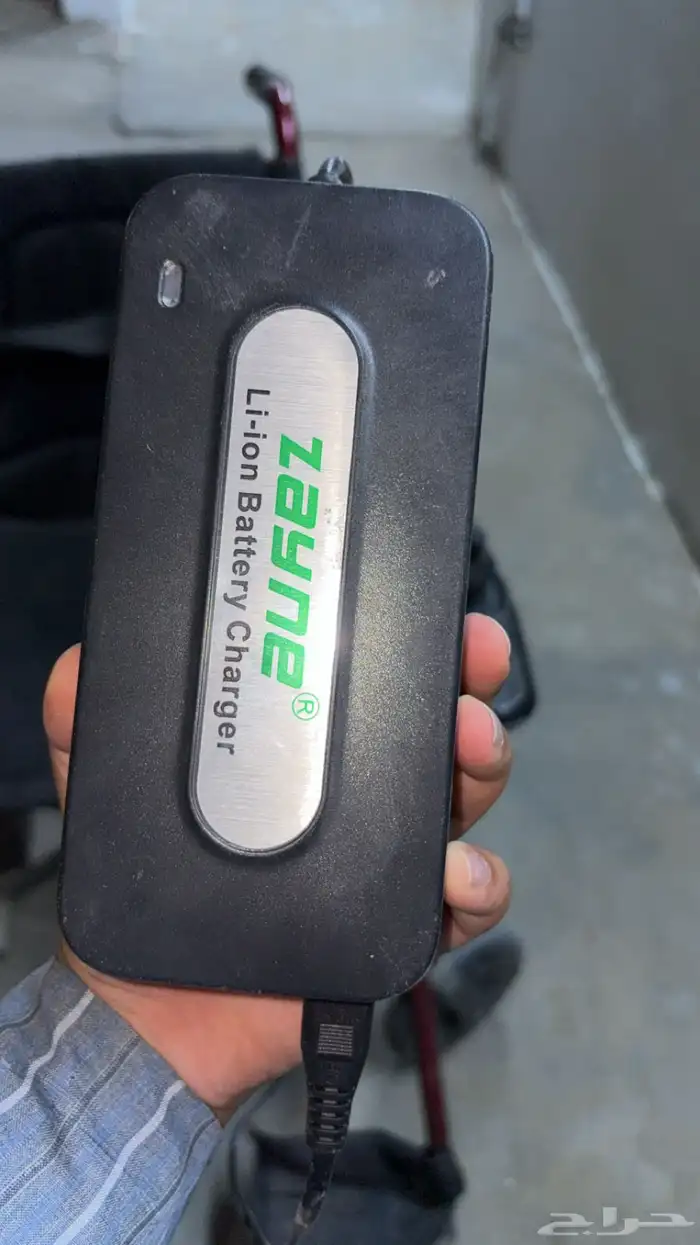 zayne®
Li-ion Battery Charger
حراج